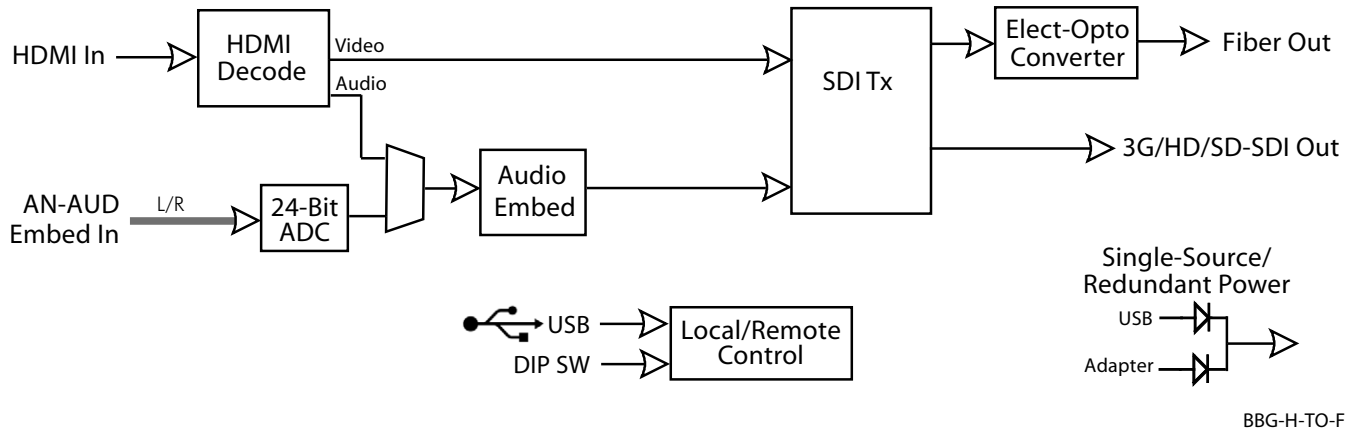 HDMI In
HDMI
Decode
Video
Audio
SDI Tx
Elect-Opto
Converter
Fiber Out
3G/HD/SD-SDI Out
AN-AUD
Embed In
L/R
24-Bit
ADC
Audio
Embed
USB
DIP SW
Local/Remote
Control
Single-Source/
Redundant Power
USB
Adapter
BBG-H-TO-F